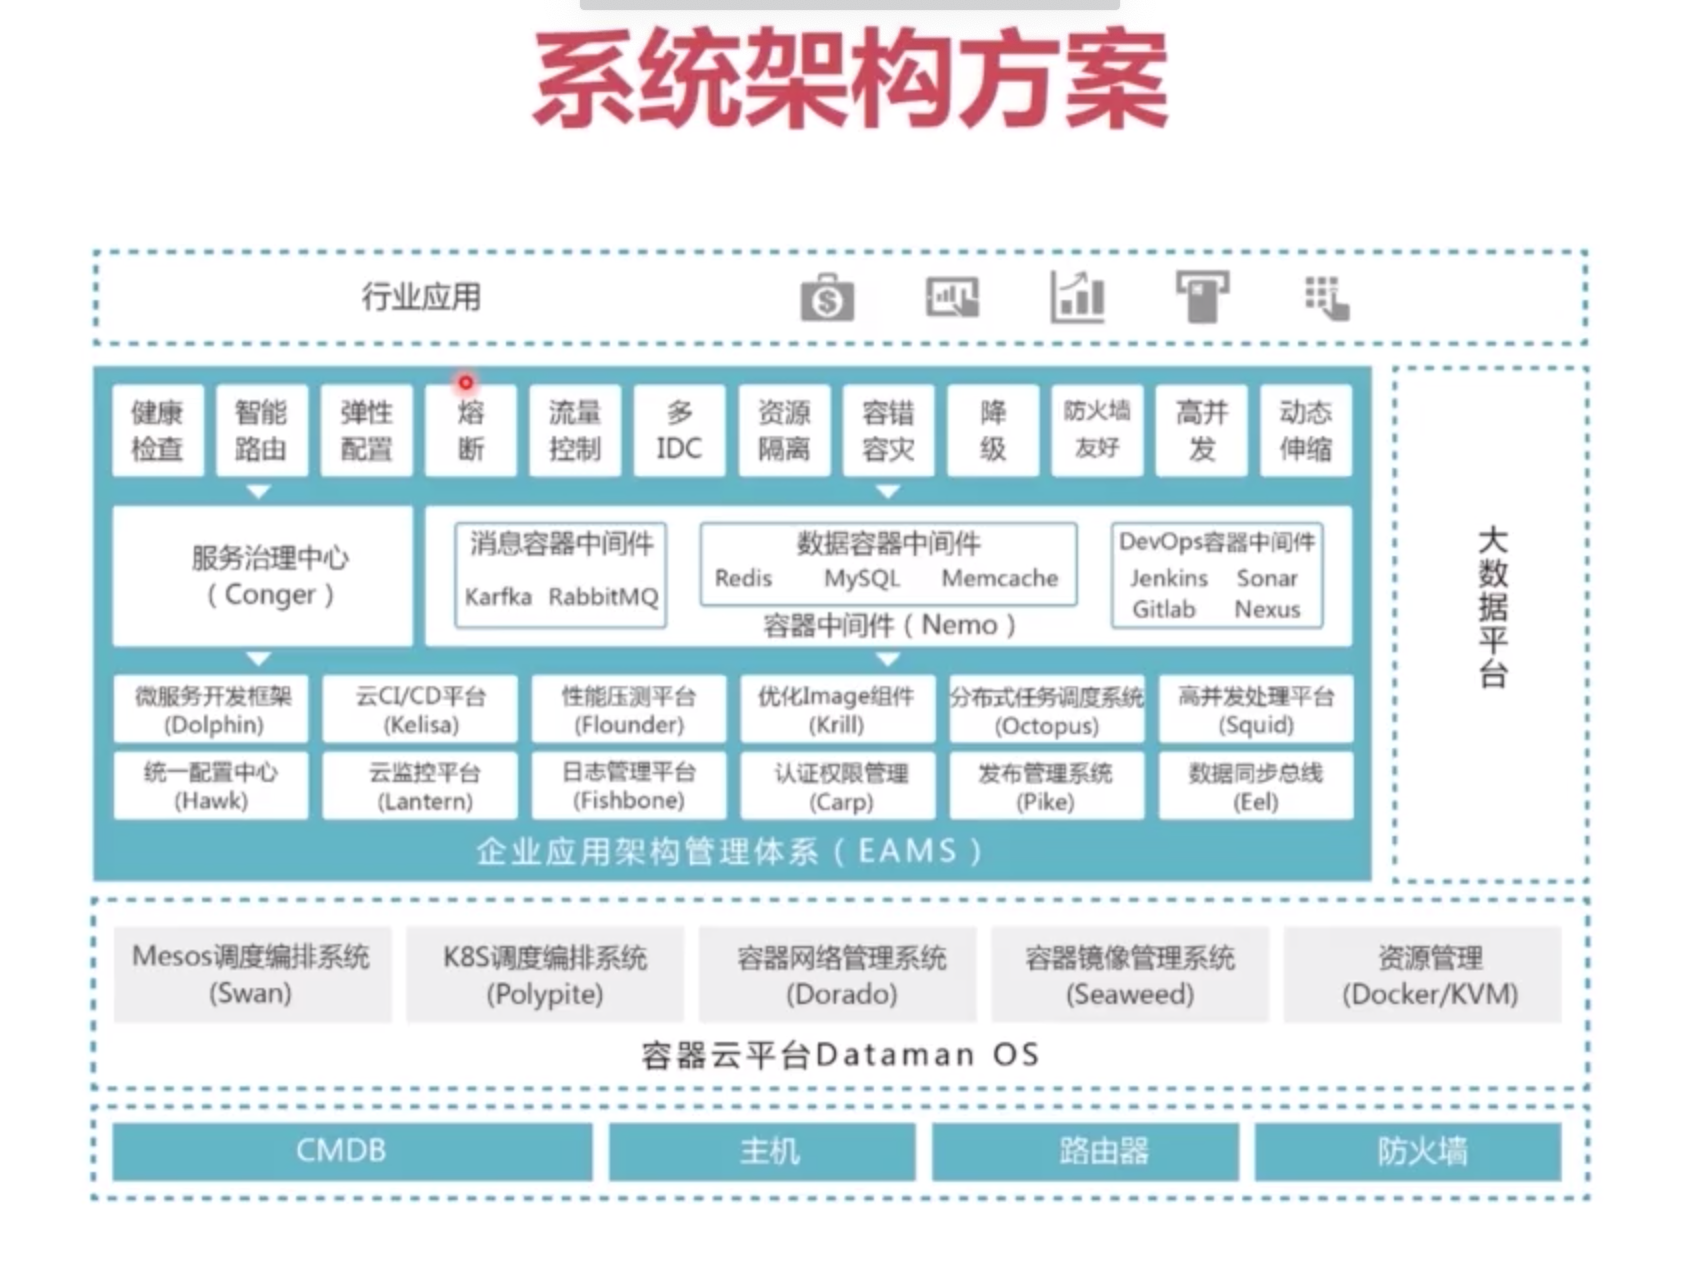 系统架构方案
行业应用
健康 智能 弹性 熔 流量 多 资源 容错 降 防火墙 高并 动态
检查 路由 配置 断 控制 IDC 隔离 容灾 级 友好 发 伸缩
服务治理中心
(Conger)
消息容器中间件
Karfka RabbitMQ
数据容器中间件
Redis MySQL Memcache
DevOps容器中间件
Jenkins Sonar
Gitlab Nexus
容器中间件(Nemo)
微服务开发框架 云CI/CD平台 性能压测平台 优化Image组件 分布式任务调度系统 高并发处理平台
(Dolphin) (Kelisa) (Flounder) (Krill) (Octopus) (Squid)
统一配置中心 云监控平台 日志管理平台 认证权限管理 发布管理系统 数据同步总线
(Hawk) (Lantern) (Fishbone) (Carp) (Pike) (Eel)
企业应用架构管理体系(EAMS)
大数据平台
Mesos调度编排系统 K8S调度编排系统 容器网络管理系统 容器镜像管理系统 资源管理
(Swan) (Polypite) (Dorado) (Seaweed) (Docker/KVM)
容器云平台Dataman OS
CMDB 主机 路由器 防火墙